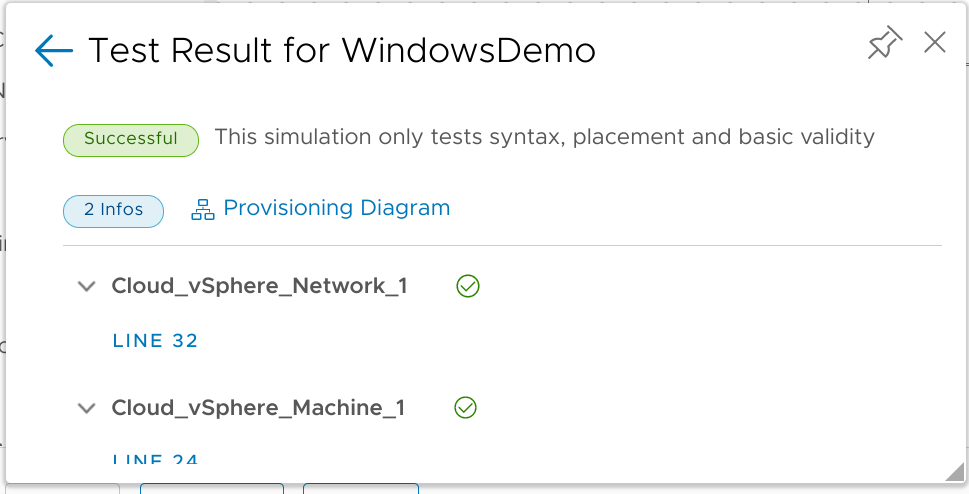 Test Result for WindowsDemo
Successful This simulation only tests syntax, placement and basic validity
2 Infos Provisioning Diagram
Cloud_vSphere_Network_1
LINE 32
Cloud_vSphere_Machine_1
LINE 24